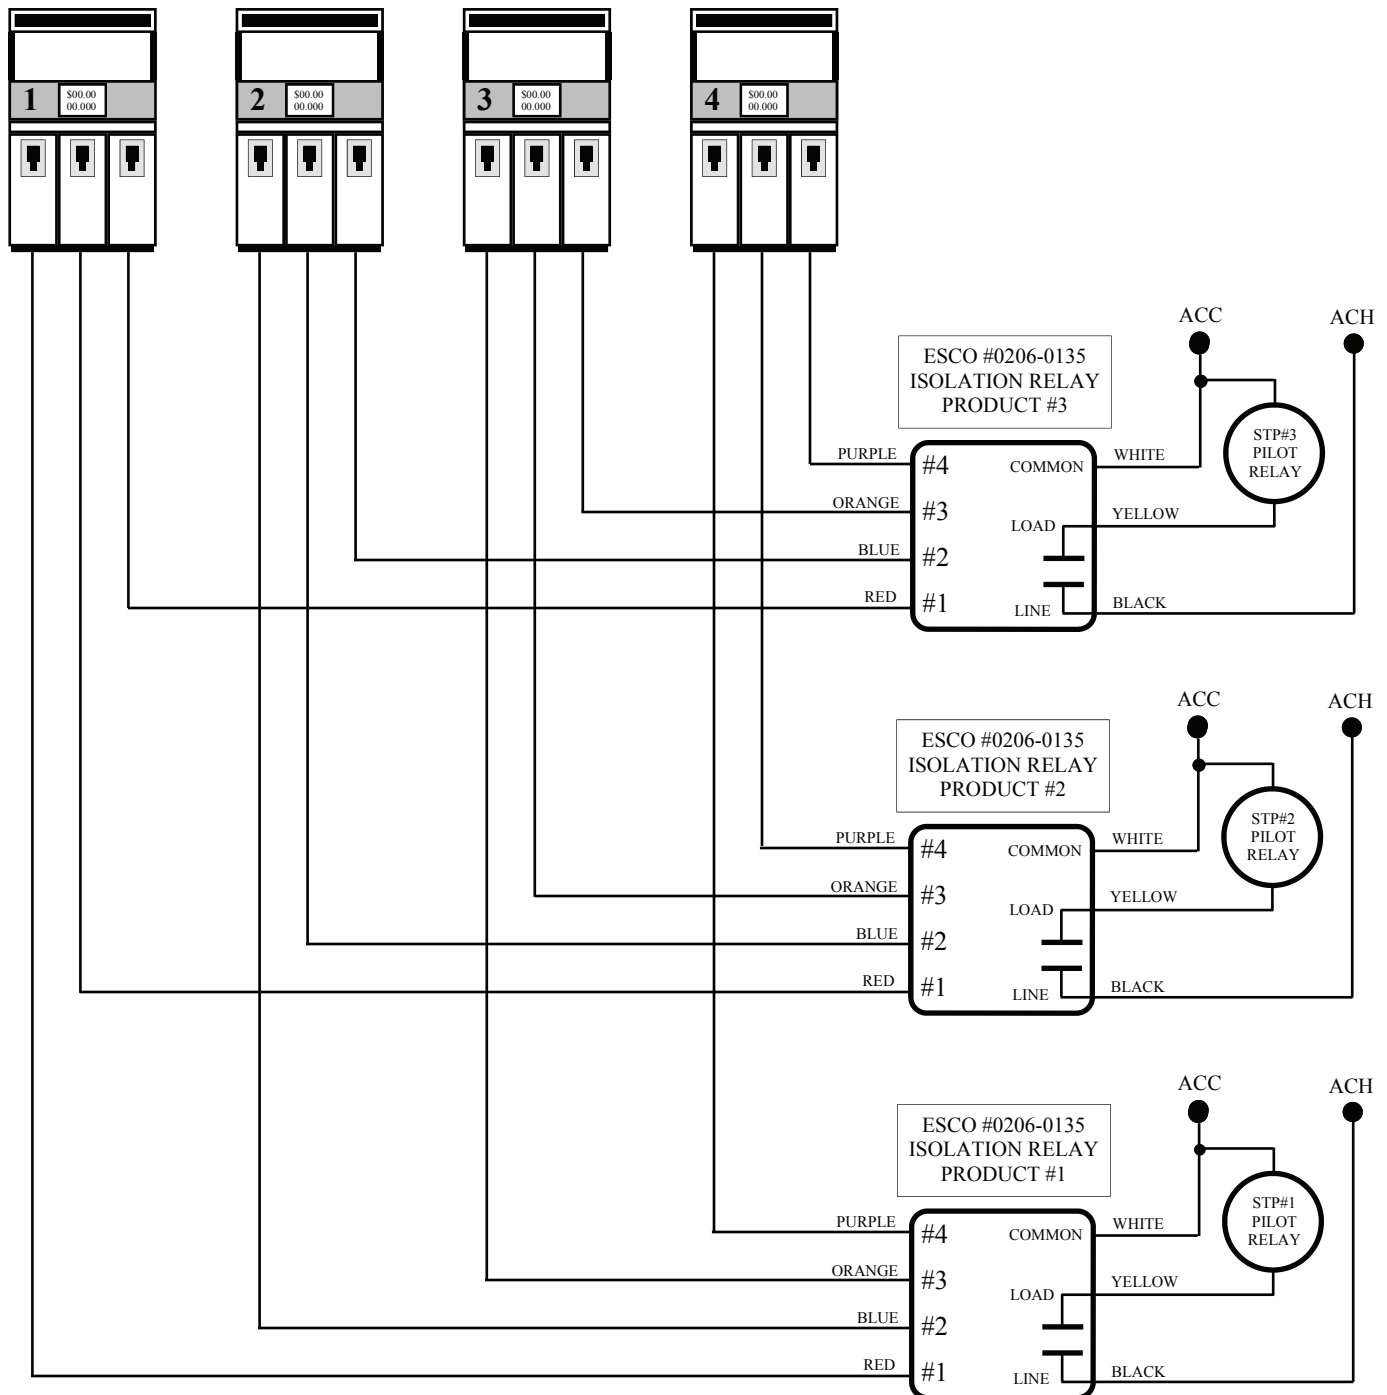 1
$00.00
00.000
2
$00.00
00.000
3
$00.00
00.000
4
$00.00
00.000
ACC
ACH
ESCO #0206-0135
ISOLATION RELAY
PRODUCT #3
STP#3
PILOT
RELAY
PURPLE
#4
COMMON
WHITE
ORANGE
#3
LOAD
YELLOW
BLUE
#2
RED
#1
LINE
BLACK
ACC
ACH
ESCO #0206-0135
ISOLATION RELAY
PRODUCT #2
STP#2
PILOT
RELAY
PURPLE
#4
COMMON
WHITE
ORANGE
#3
LOAD
YELLOW
BLUE
#2
RED
#1
LINE
BLACK
ACC
ACH
ESCO #0206-0135
ISOLATION RELAY
PRODUCT #1
STP#1
PILOT
RELAY
PURPLE
#4
COMMON
WHITE
ORANGE
#3
LOAD
YELLOW
BLUE
#2
RED
#1
LINE
BLACK